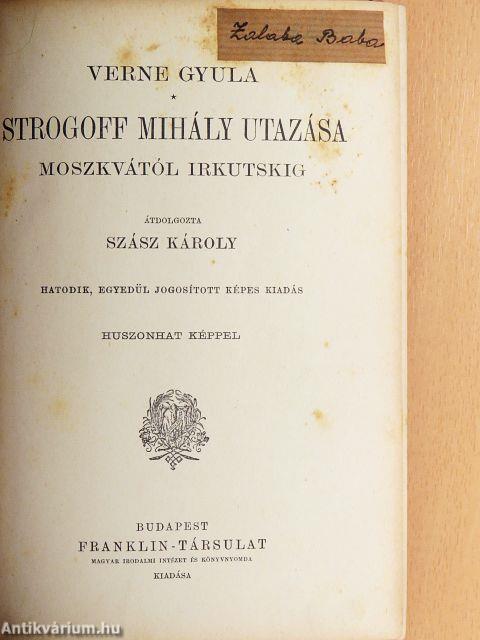 Zalaba Baba
VERNE GYULA
*
STROGOFF MIHÁLY UTAZÁSA
MOSZKVÁTÓL IRKUTSKIG
ÁTDOLGOZTA
SZÁSZ KÁROLY
HATODIK, EGYEDÜL JOGOSÍTOTT KÉPES KIADÁS
HUSZONHAT KÉPPEL
BUDAPEST
FRANKLIN-TÁRSULAT
MAGYAR IRODALMI INTÉZET ÉS KÖNYVNYOMDA
KIADÁSA
Antikvárium.hu